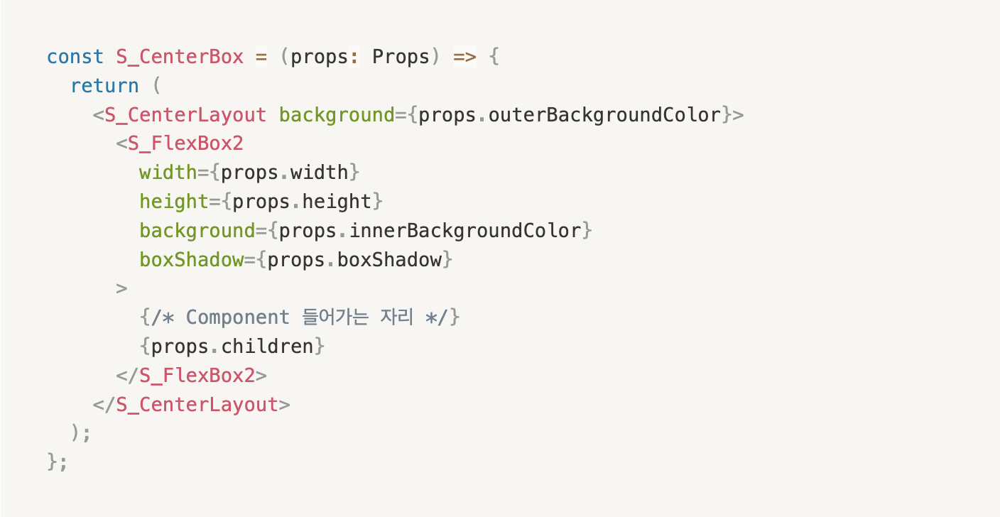 const S_CenterBox = (props: Props) => {
  return (
    <S_CenterLayout background={props.outerBackgroundColor}>
      <S_FlexBox2
        width={props.width}
        height={props.height}
        background={props.innerBackgroundColor}
        boxShadow={props.boxShadow}
      >
        {/* Component 들어가는 자리 */}
        {props.children}
      </S_FlexBox2>
    </S_CenterLayout>
  );
};